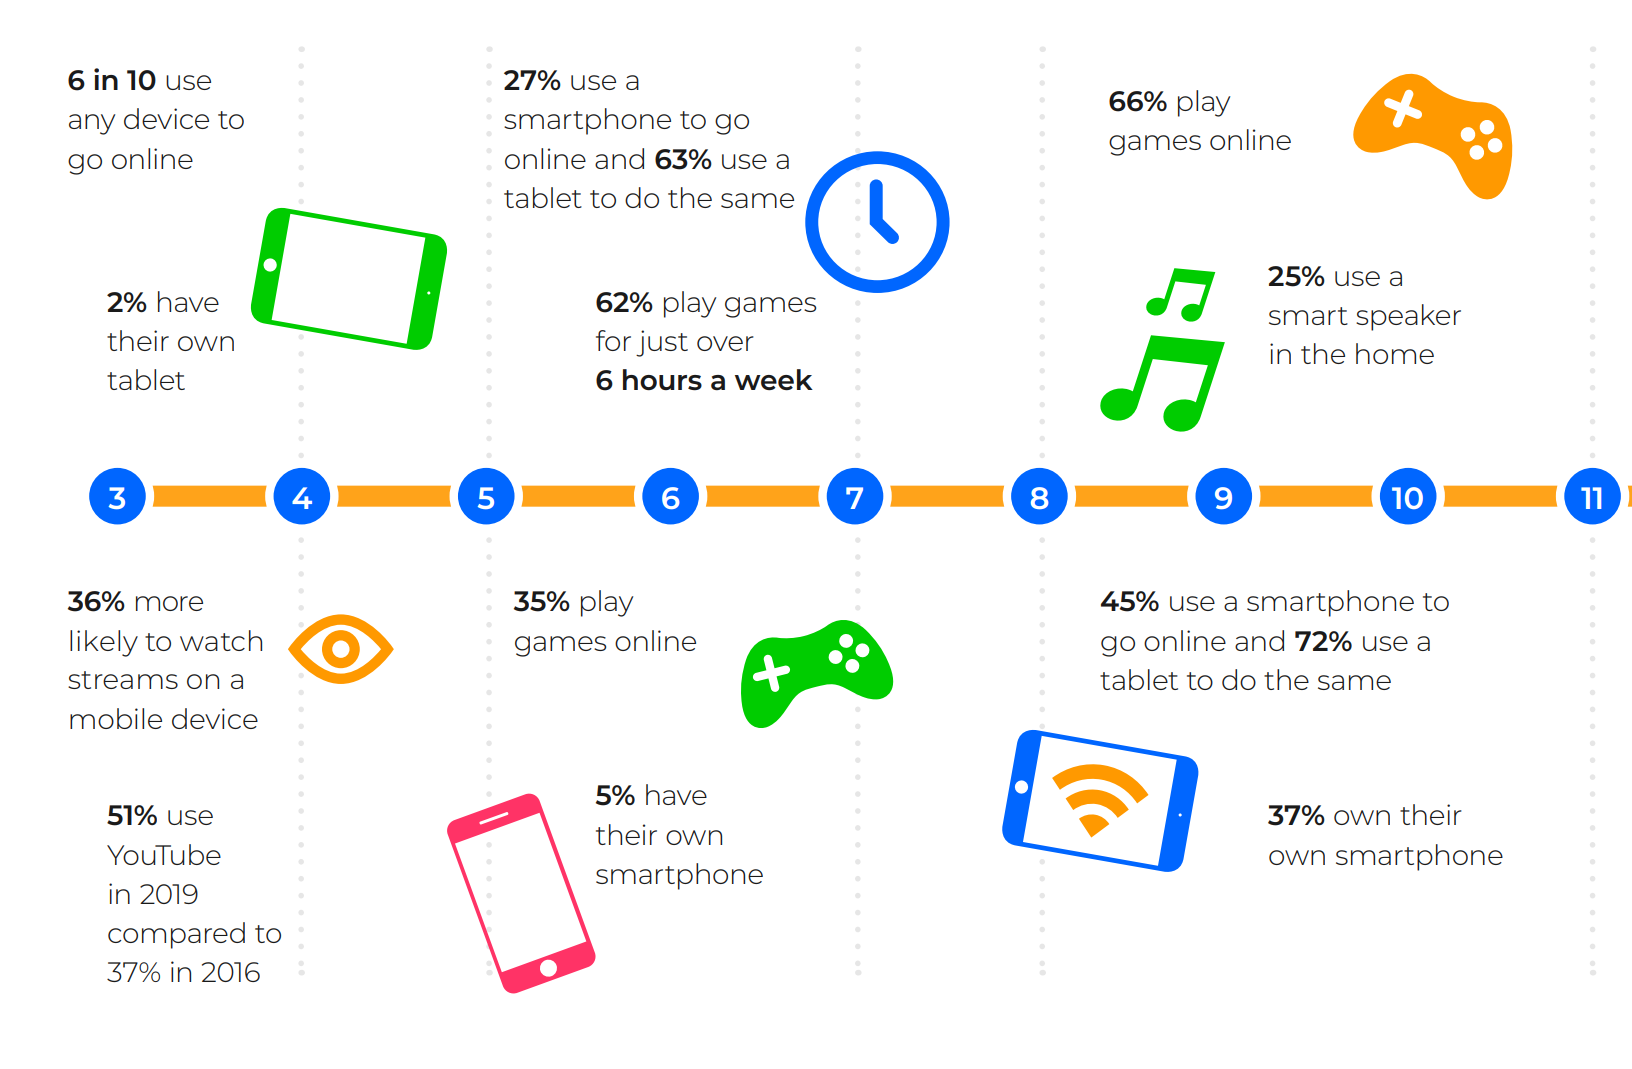 6 in 10 use
any device to
go online
2% have
their own
tablet
27% use a
smartphone to go
online and 63% use a
tablet to do the same
62% play games
for just over
6 hours a week
66% play
games online
25% use a
smart speaker
in the home
3 4 5 6 7 8 9 10 11
36% more
likely to watch
streams on a
mobile device
51% use
YouTube
in 2019
compared to
37% in 2016
35% play
games online
5% have
their own
smartphone
45% use a smartphone to
go online and 72% use a
tablet to do the same
37% own their
own smartphone